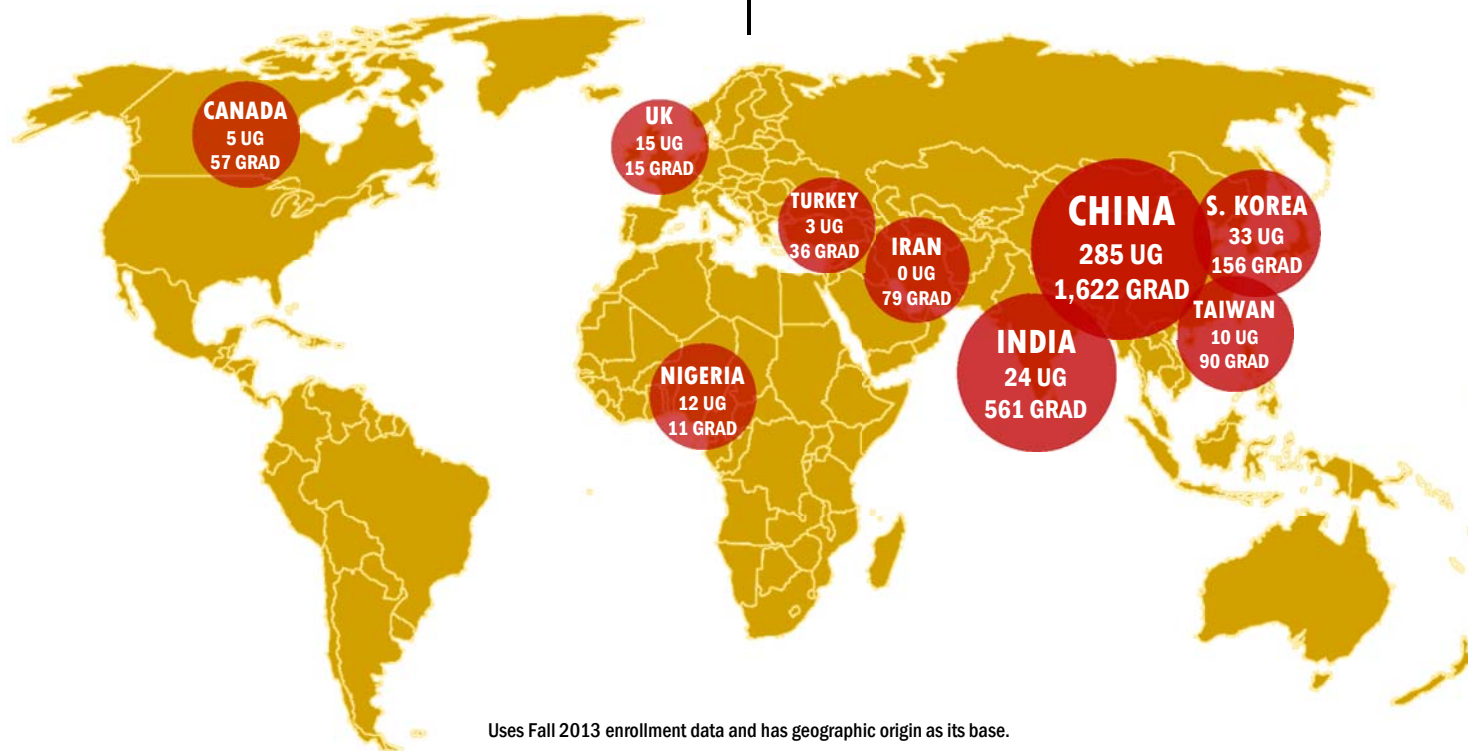 CANADA
5 UG
57 GRAD
UK
15 UG
15 GRAD
TURKEY
3 UG
36 GRAD
IRAN
0 UG
79 GRAD
CHINA
285 UG
1,622 GRAD
S. KOREA
33 UG
156 GRAD
TAIWAN
10 UG
90 GRAD
INDIA
24 UG
561 GRAD
NIGERIA
12 UG
11 GRAD
Uses Fall 2013 enrollment data and has geographic origin as its base.